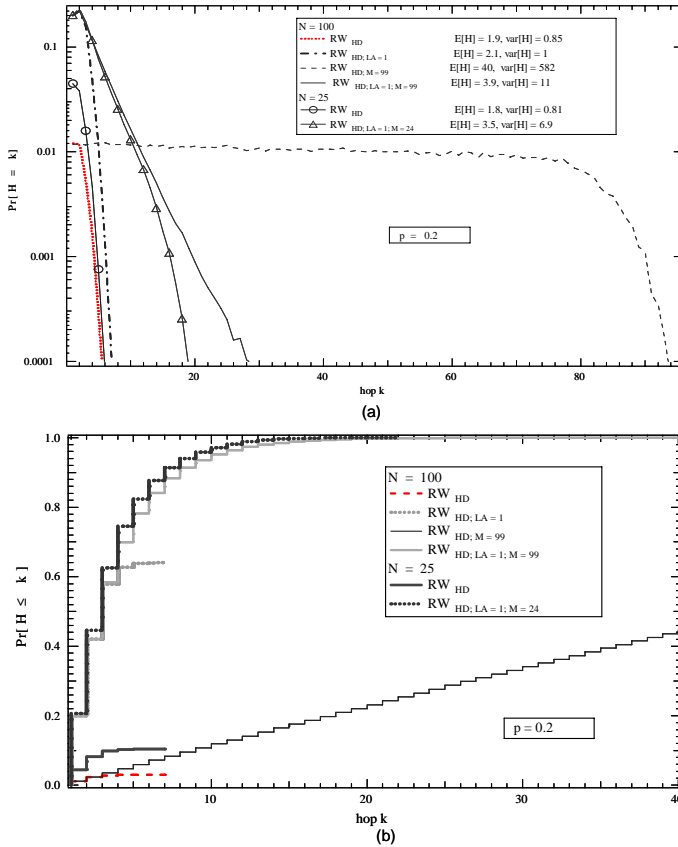 0.1
0.01
0.001
0.0001
Pr[ H = k]
N = 100
RW HD E[H] = 1.9, var[H] = 0.85
RW HD; LA = 1 E[H] = 2.1, var[H] = 1
RW HD; M = 99 E[H] = 40, var[H] = 582
RW HD; LA = 1; M = 99 E[H] = 3.9, var[H] = 11
N = 25
RW HD E[H] = 1.8, var[H] = 0.81
RW HD; LA = 1; M = 24 E[H] = 3.5, var[H] = 6.9
p = 0.2
20 40 60 80
hop k
(a)
1.0
0.8
0.6
0.4
0.2
0.0
Pr[ H ≤ k]
N = 100
RW HD
RW HD; LA = 1
RW HD; M = 99
RW HD; LA = 1; M = 99
N = 25
RW HD
RW HD; LA = 1; M = 24
p = 0.2
10 20 30 40
hop k
(b)